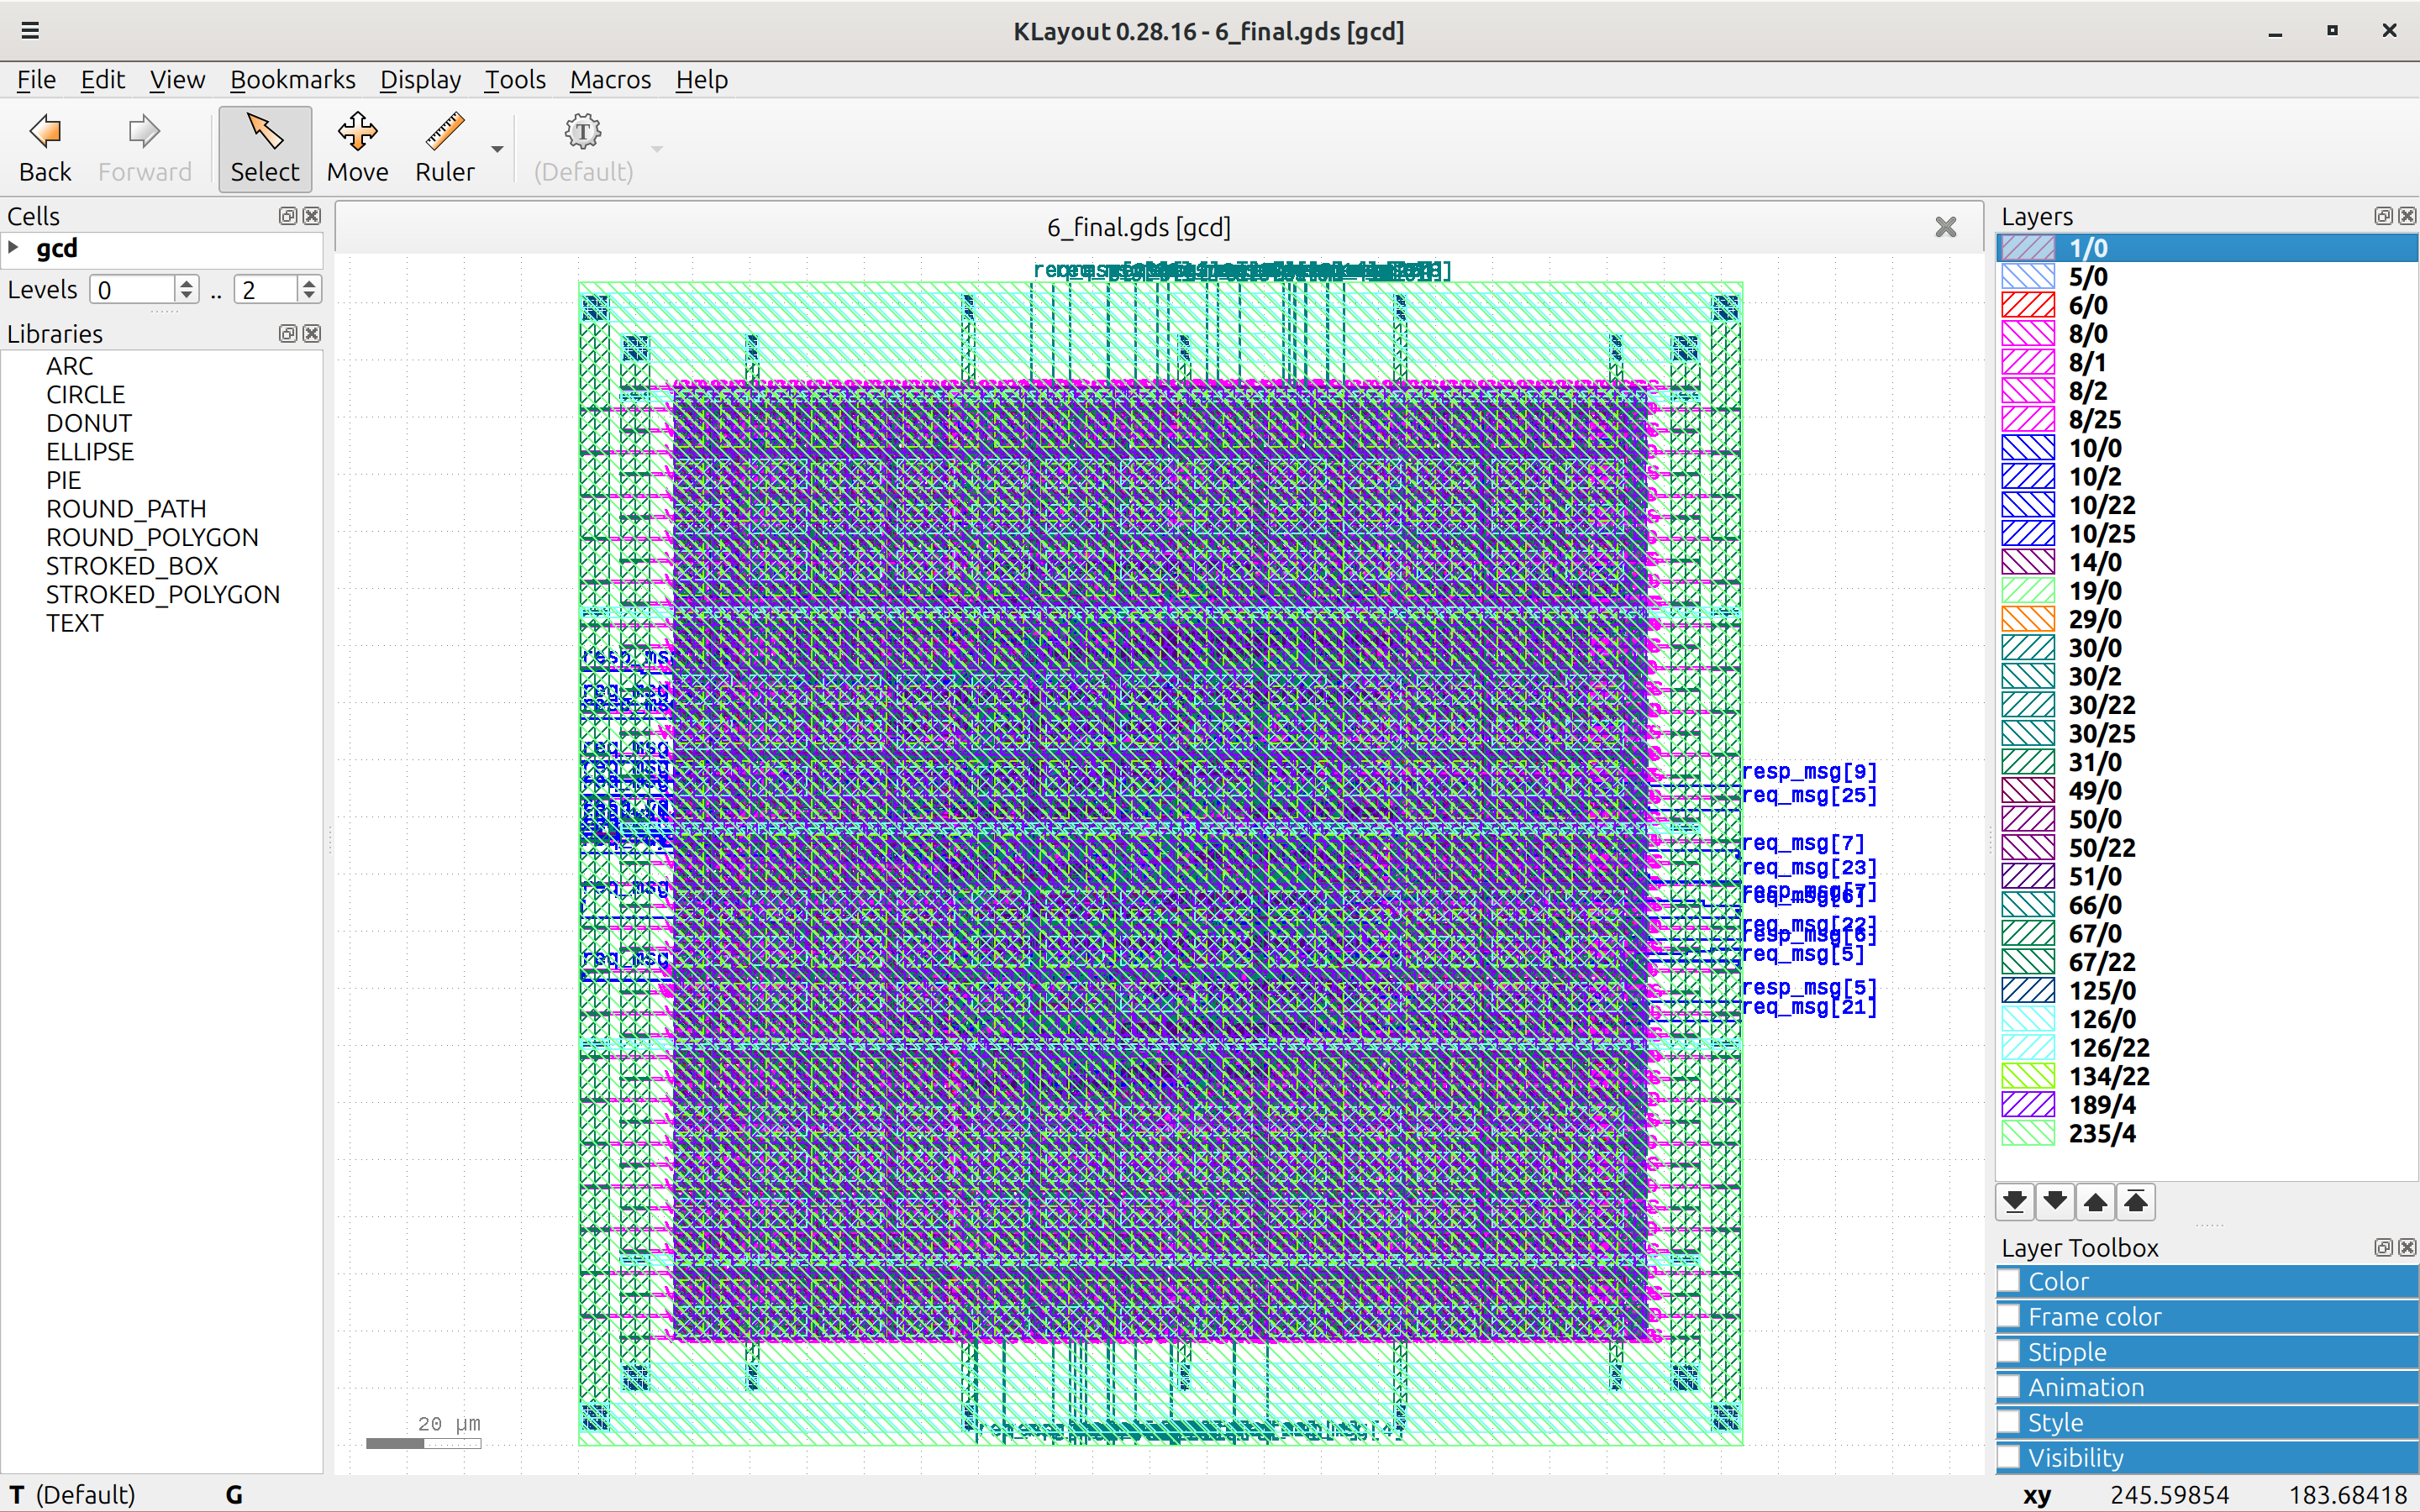 KLayout 0.28.16 - 6_final.gds [gcd]
File Edit View Bookmarks Display Tools Macros Help
Back Forward Select Move Ruler (Default)
Cells
gcd
Levels 0 .. 2
Libraries
ARC
CIRCLE
DONUT
ELLIPSE
PIE
ROUND_PATH
ROUND_POLYGON
STROKED_BOX
STROKED_POLYGON
TEXT
6_final.gds [gcd]
resp_ms
req_msg
req_msg
req_msg
req_msg
resp_msg[9]
req_msg[25]
req_msg[7]
req_msg[23]
resp_msg[7]
req_msg[6]
req_msg[22]
resp_msg[6]
req_msg[5]
resp_msg[5]
req_msg[21]
20 µm
Layers
1/0
5/0
6/0
8/0
8/1
8/2
8/25
10/0
10/2
10/22
10/25
14/0
19/0
29/0
30/0
30/2
30/22
30/25
31/0
49/0
50/0
50/22
51/0
66/0
67/0
67/22
125/0
126/0
126/22
134/22
189/4
235/4
Layer Toolbox
Color
Frame color
Stipple
Animation
Style
Visibility
T (Default) G xy 245.59854 183.68418